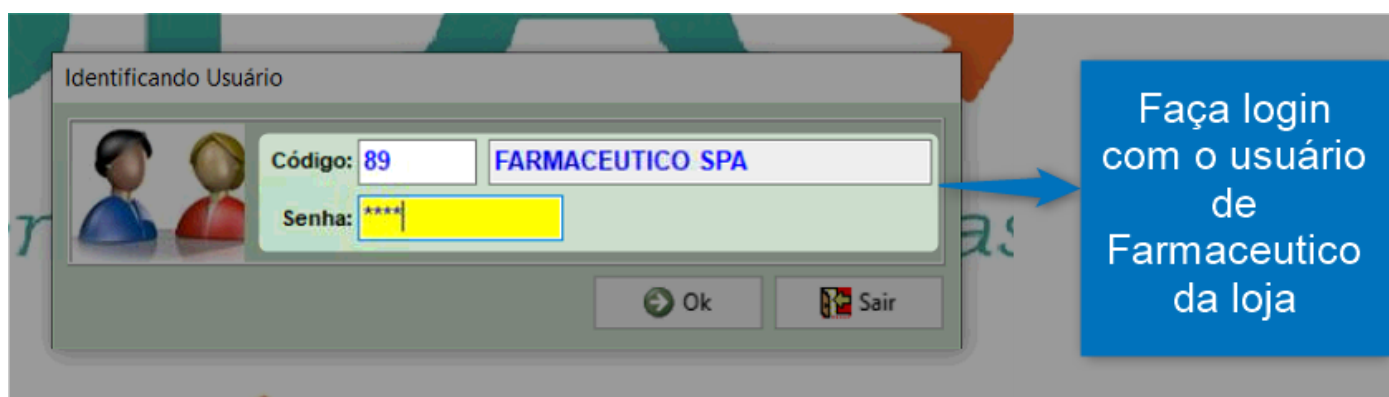 Identificando Usuário
Código: 89 FARMACEUTICO SPA
Senha: ****
Ok Sair
Faça login
com o usuário
de
Farmaceutico
da loja